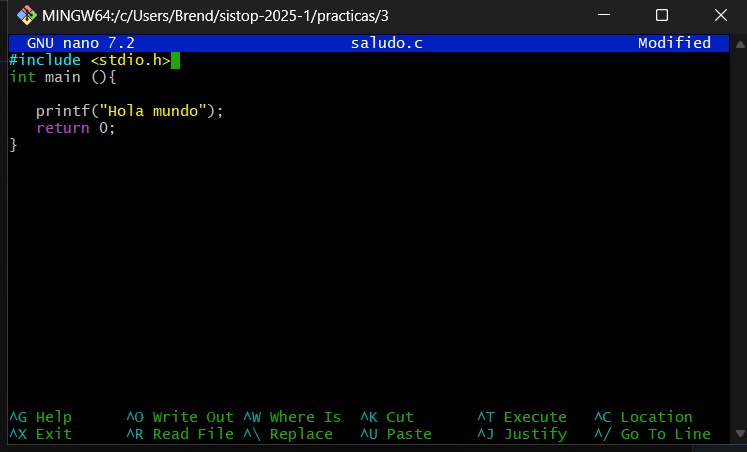 MINGW64:/c/Users/Brend/sistop-2025-1/practicas/3
GNU nano 7.2 saludo.c Modified
#include <stdio.h>
int main (){
printf("Hola mundo");
return 0;
}
^G Help ^O Write Out ^W Where Is ^K Cut ^T Execute ^C Location
^X Exit ^R Read File ^\ Replace ^U Paste ^J Justify ^/ Go To Line